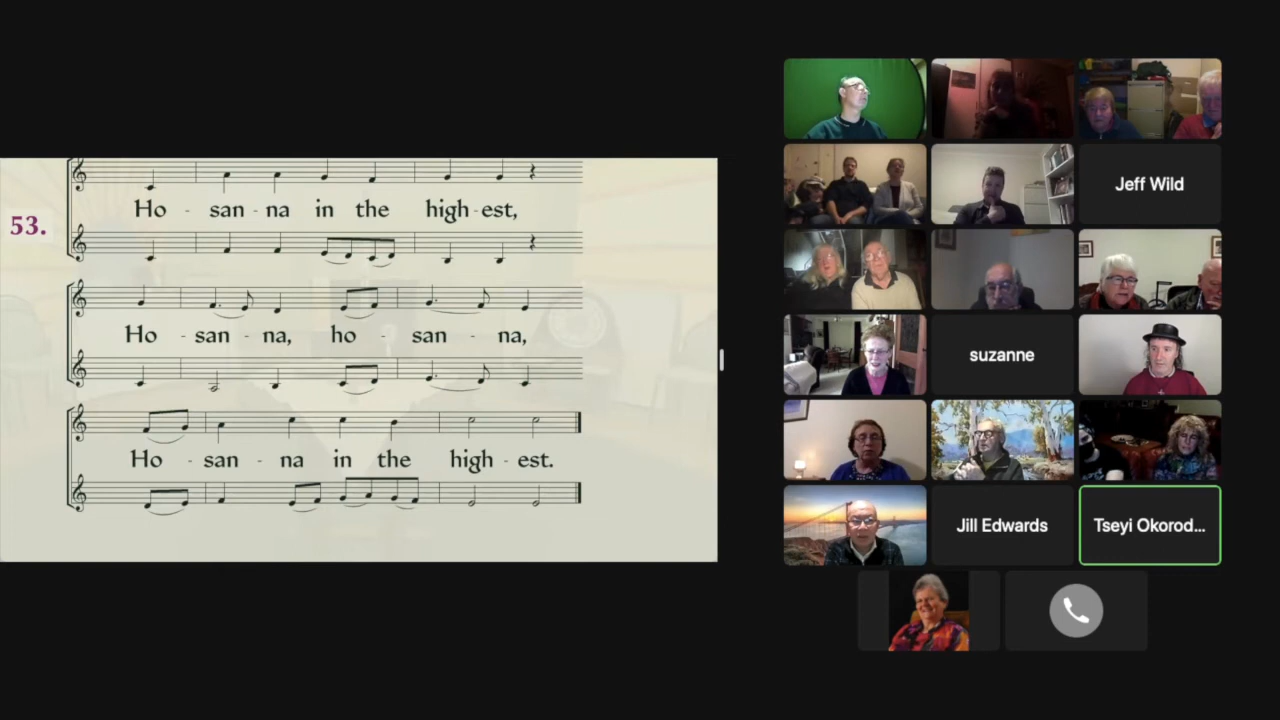 53.
Ho - san - na in the high - est,
Ho - san - na, ho - san - na,
Ho - san - na in the high - est.
Jeff Wild
suzanne
Jill Edwards
Tseyi Okorod...